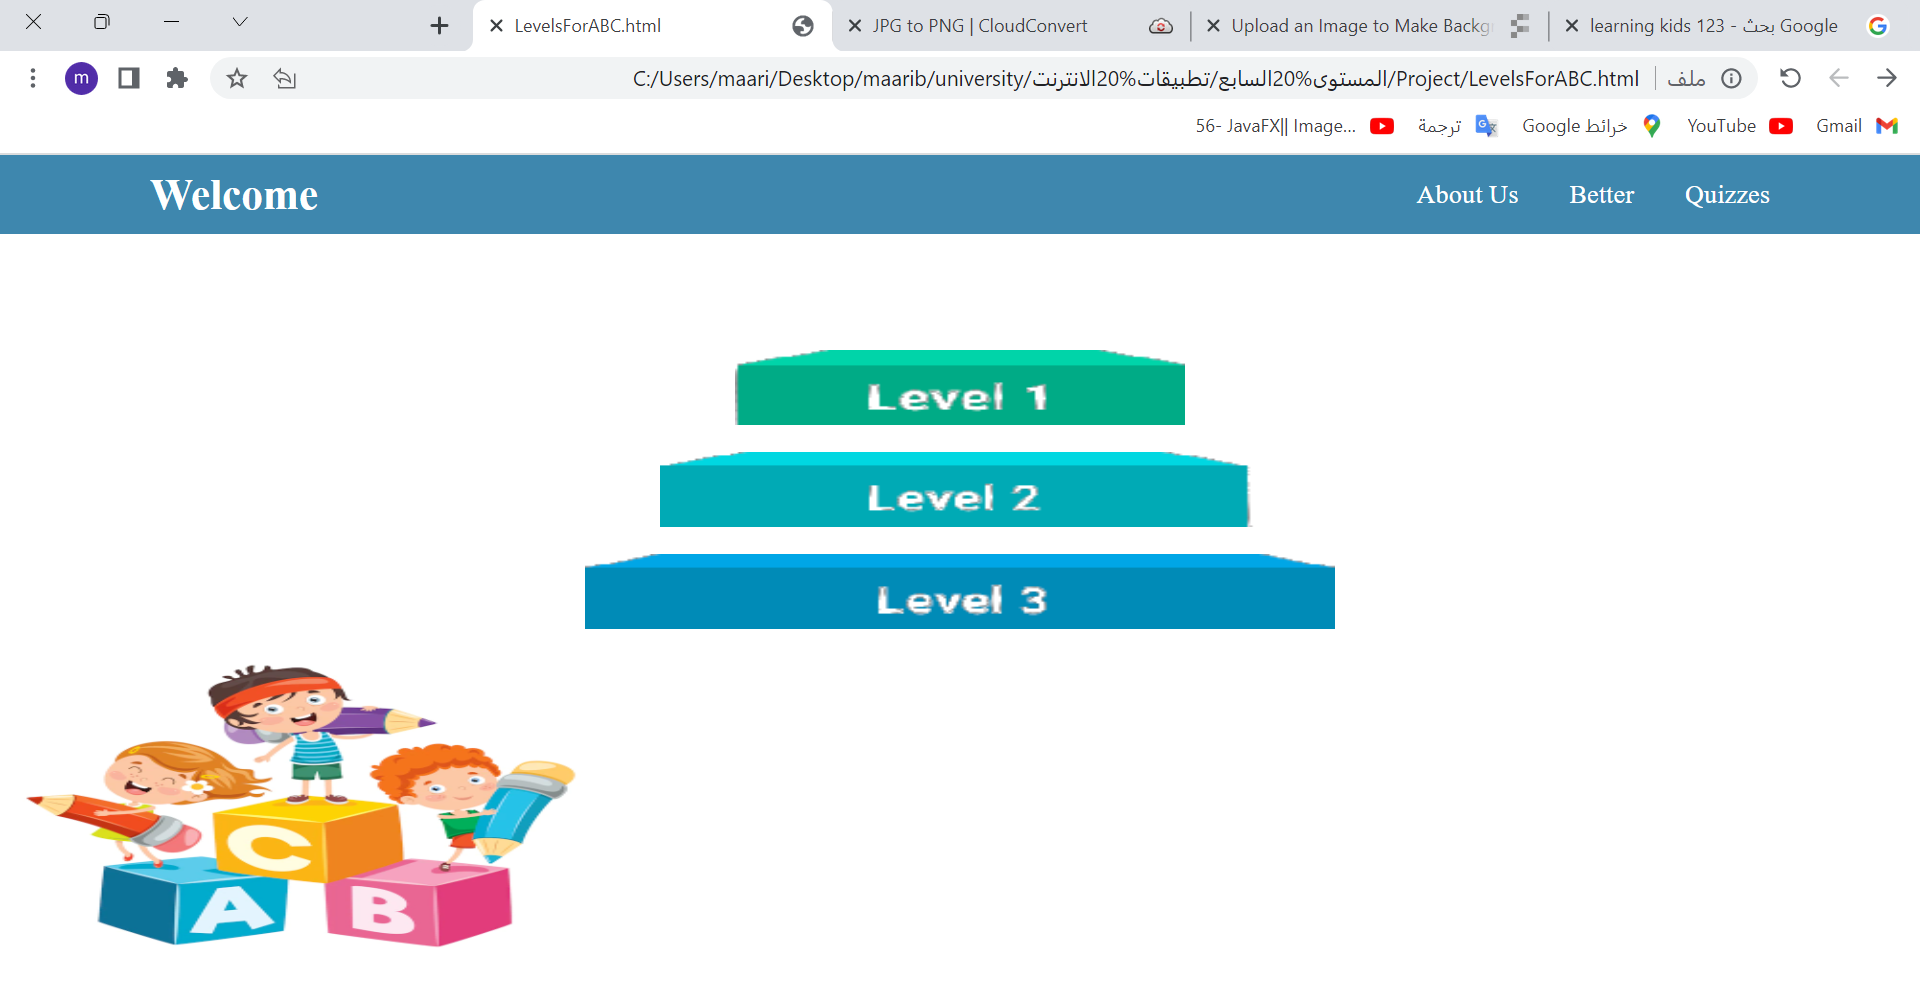 LevelsForABC.html
JPG to PNG | CloudConvert
Upload an Image to Make Backg
learning kids 123 - بحث Google
m
C:/Users/maari/Desktop/maarib/university/المستوى%20السابع/تطبيقات%20الانترنت/Project/LevelsForABC.html
ملف
56- JavaFX|| Image...
ترجمة
خرائط Google
YouTube
Gmail
Welcome
About Us
Better
Quizzes
Level 1
Level 2
Level 3
C
A
B